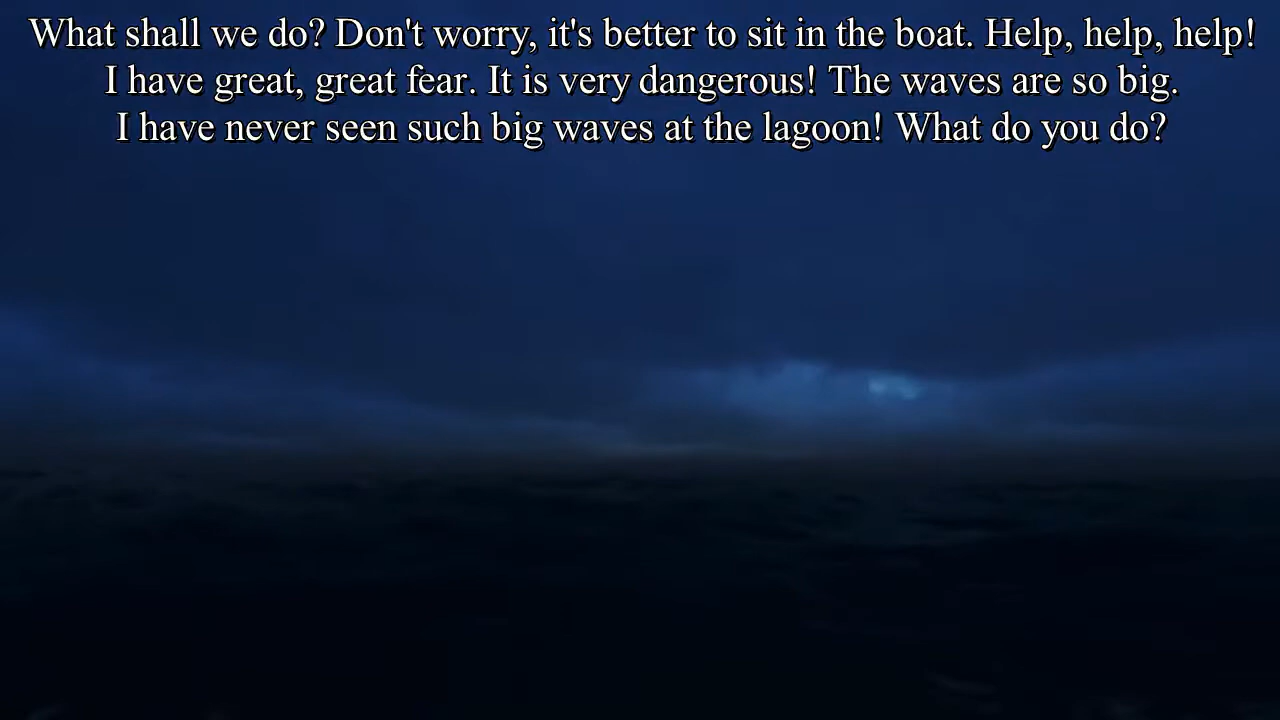 What shall we do? Don't worry, it's better to sit in the boat. Help, help, help!
I have great, great fear. It is very dangerous! The waves are so big.
I have never seen such big waves at the lagoon! What do you do?